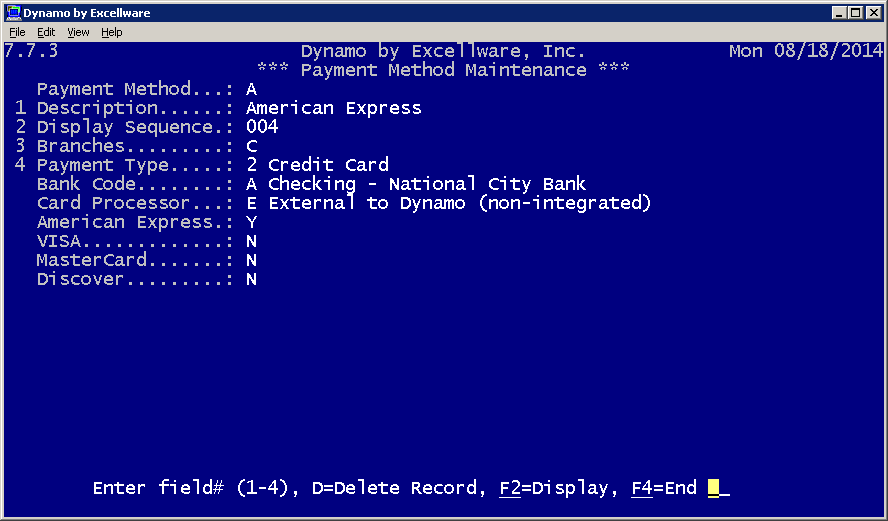 Dynamo by Excellware
File Edit View Help
7.7.3 Dynamo by Excellware, Inc. Mon 08/18/2014
*** Payment Method Maintenance ***
Payment Method...: A
1 Description......: American Express
2 Display Sequence.: 004
3 Branches.........: C
4 Payment Type.....: 2 Credit Card
Bank Code........: A Checking - National City Bank
Card Processor...: E External to Dynamo (non-integrated)
American Express.: Y
VISA.............: N
MasterCard.......: N
Discover.........: N
Enter field# (1-4), D=Delete Record, F2=Display, F4=End